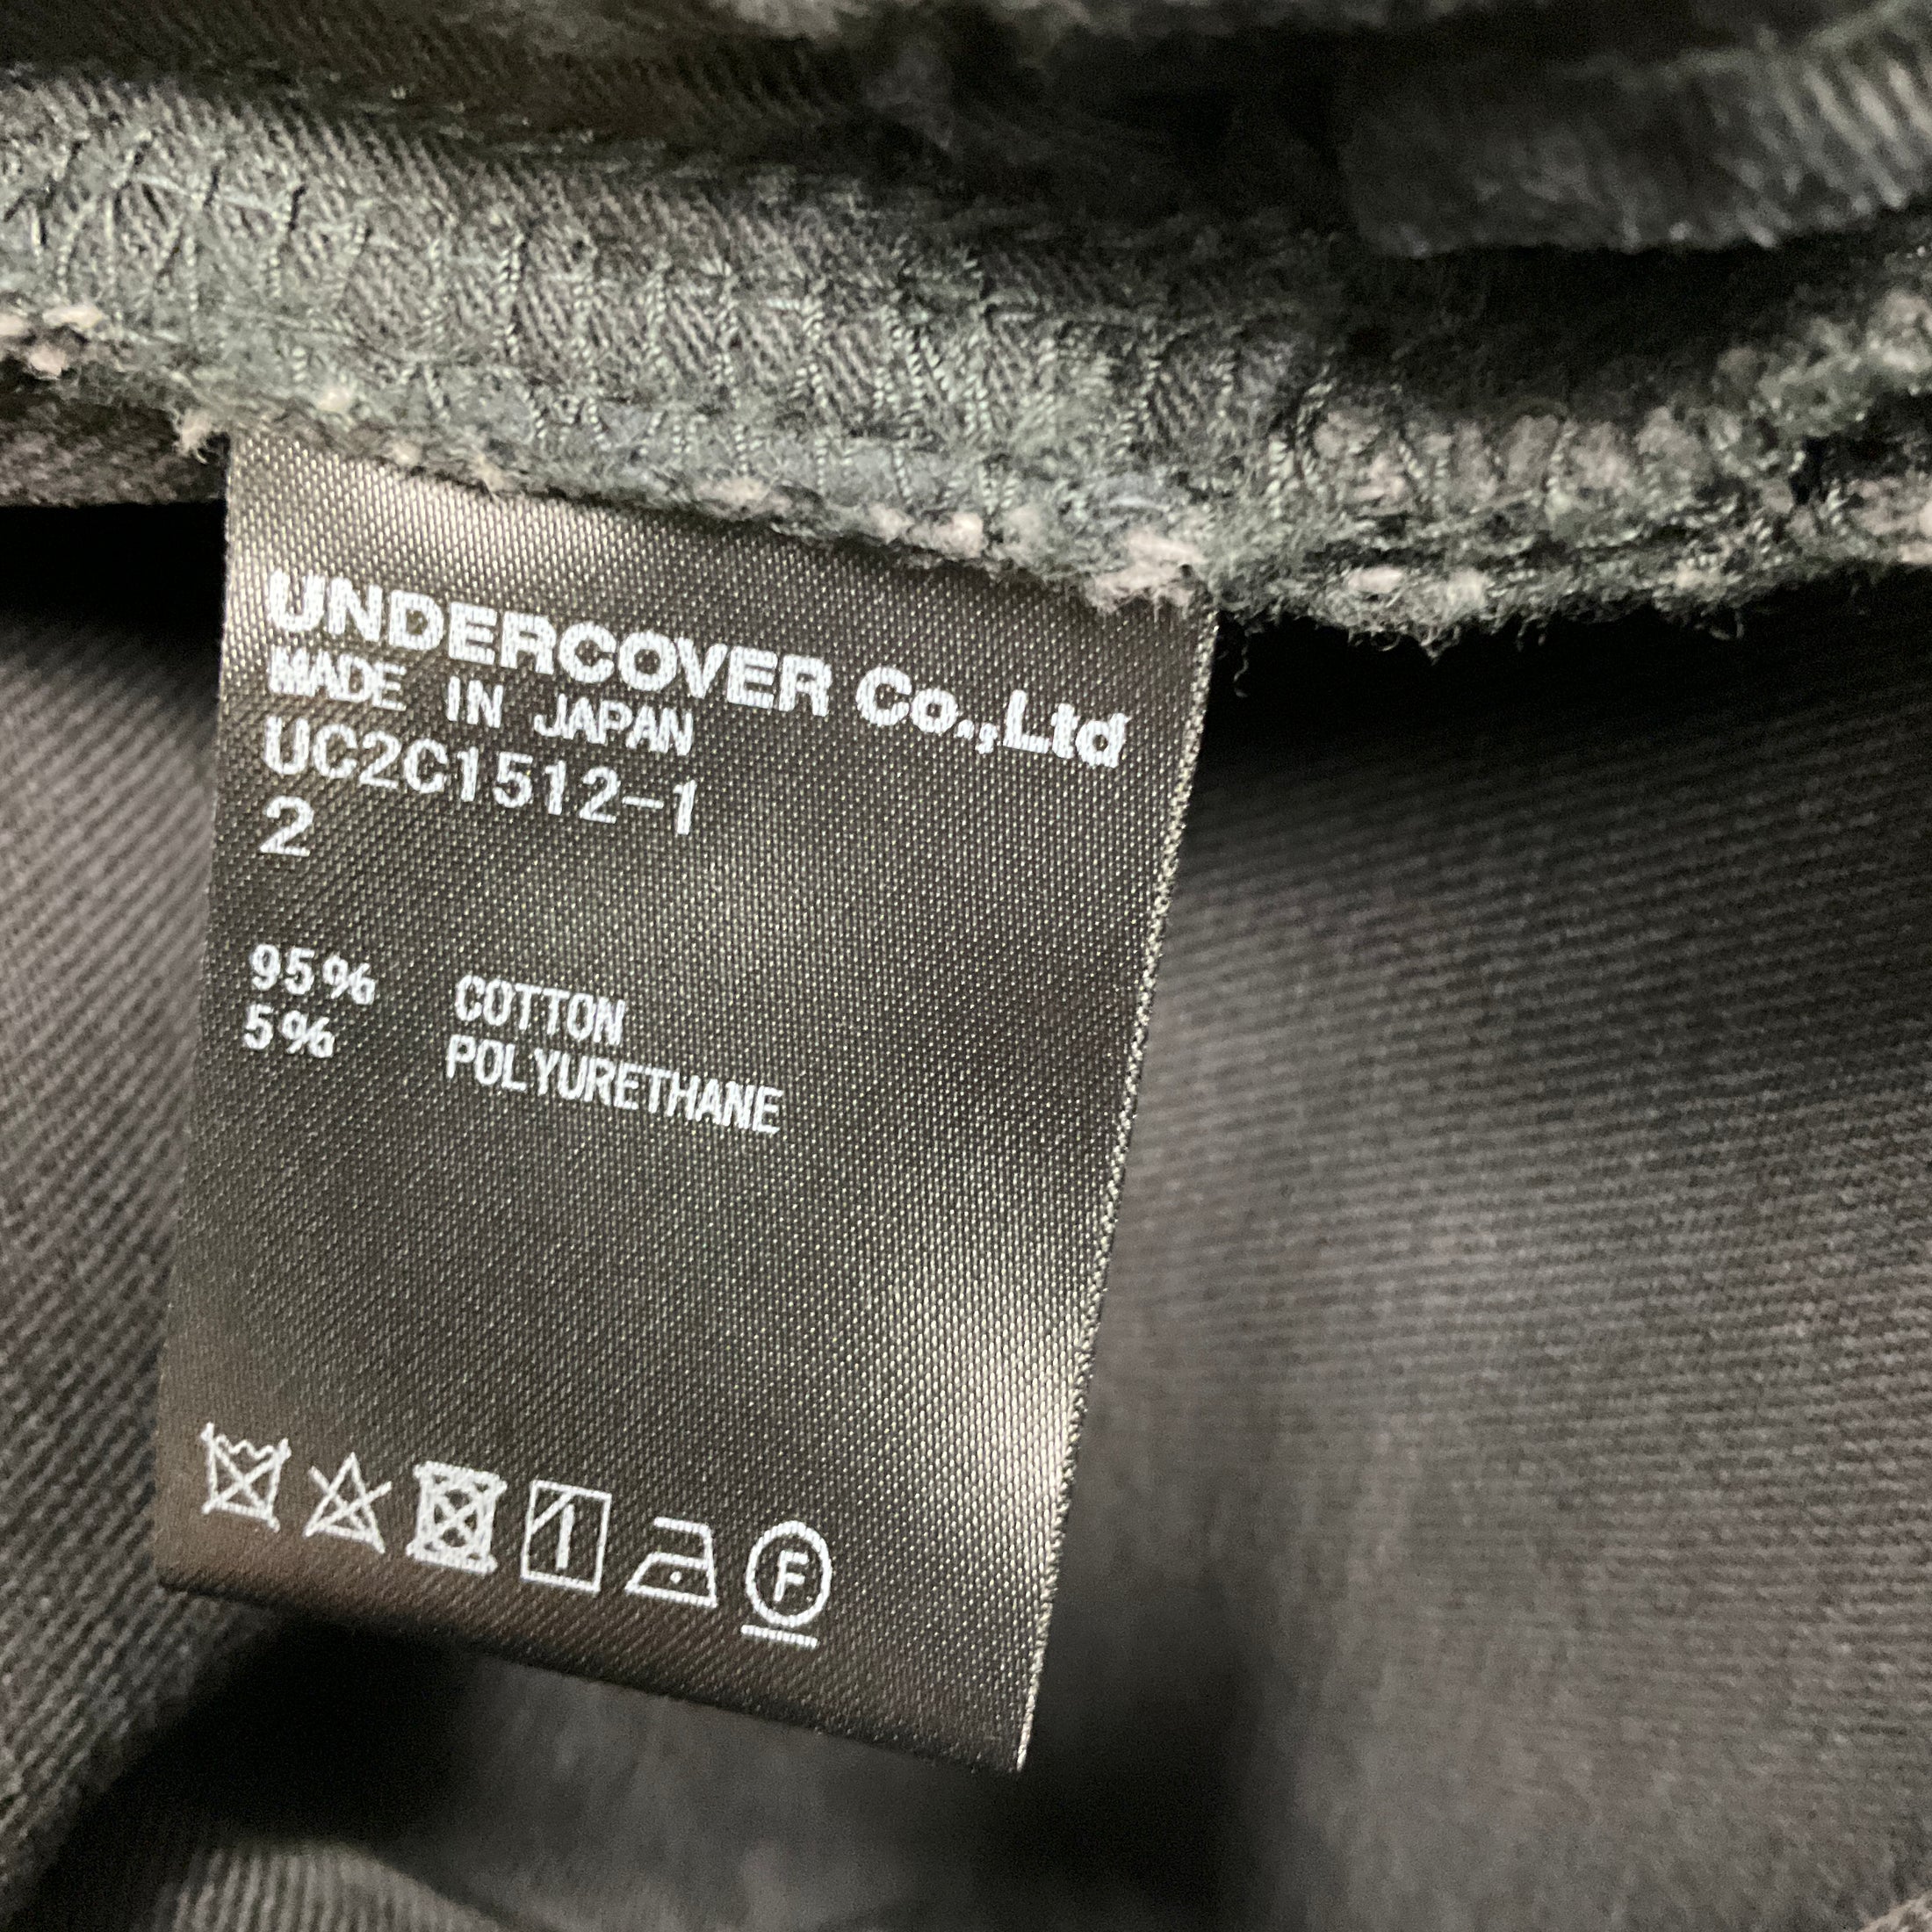 UNDERCOVER Co.,Ltd
MADE IN JAPAN
UC2C1512-1
2
95% COTTON
5% POLYURETHANE
F